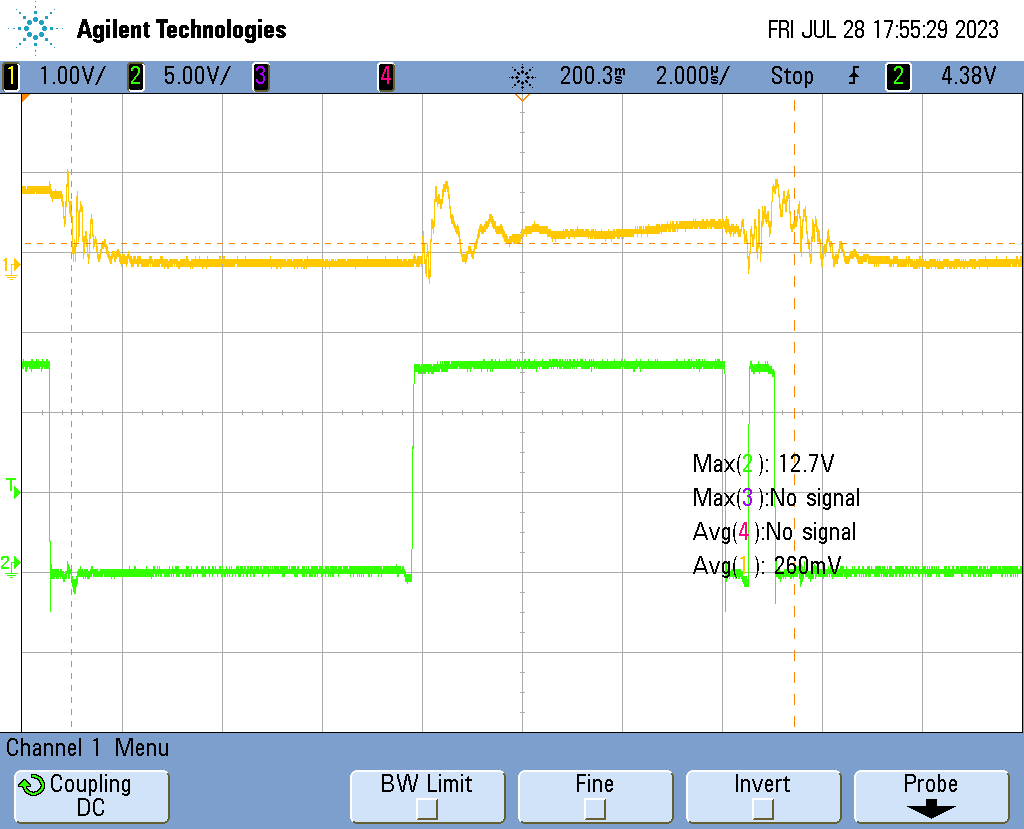 Agilent Technologies
FRI JUL 28 17:55:29 2023
1 1.00V/ 2 5.00V/ 3 4 200.3ms 2.000ms/ Stop 2 4.38V
1
T
2
Max(2): 12.7V
Max(3):No signal
Avg(4):No signal
Avg(1): 260mV
Channel 1 Menu
Coupling
DC
BW Limit
Fine
Invert
Probe